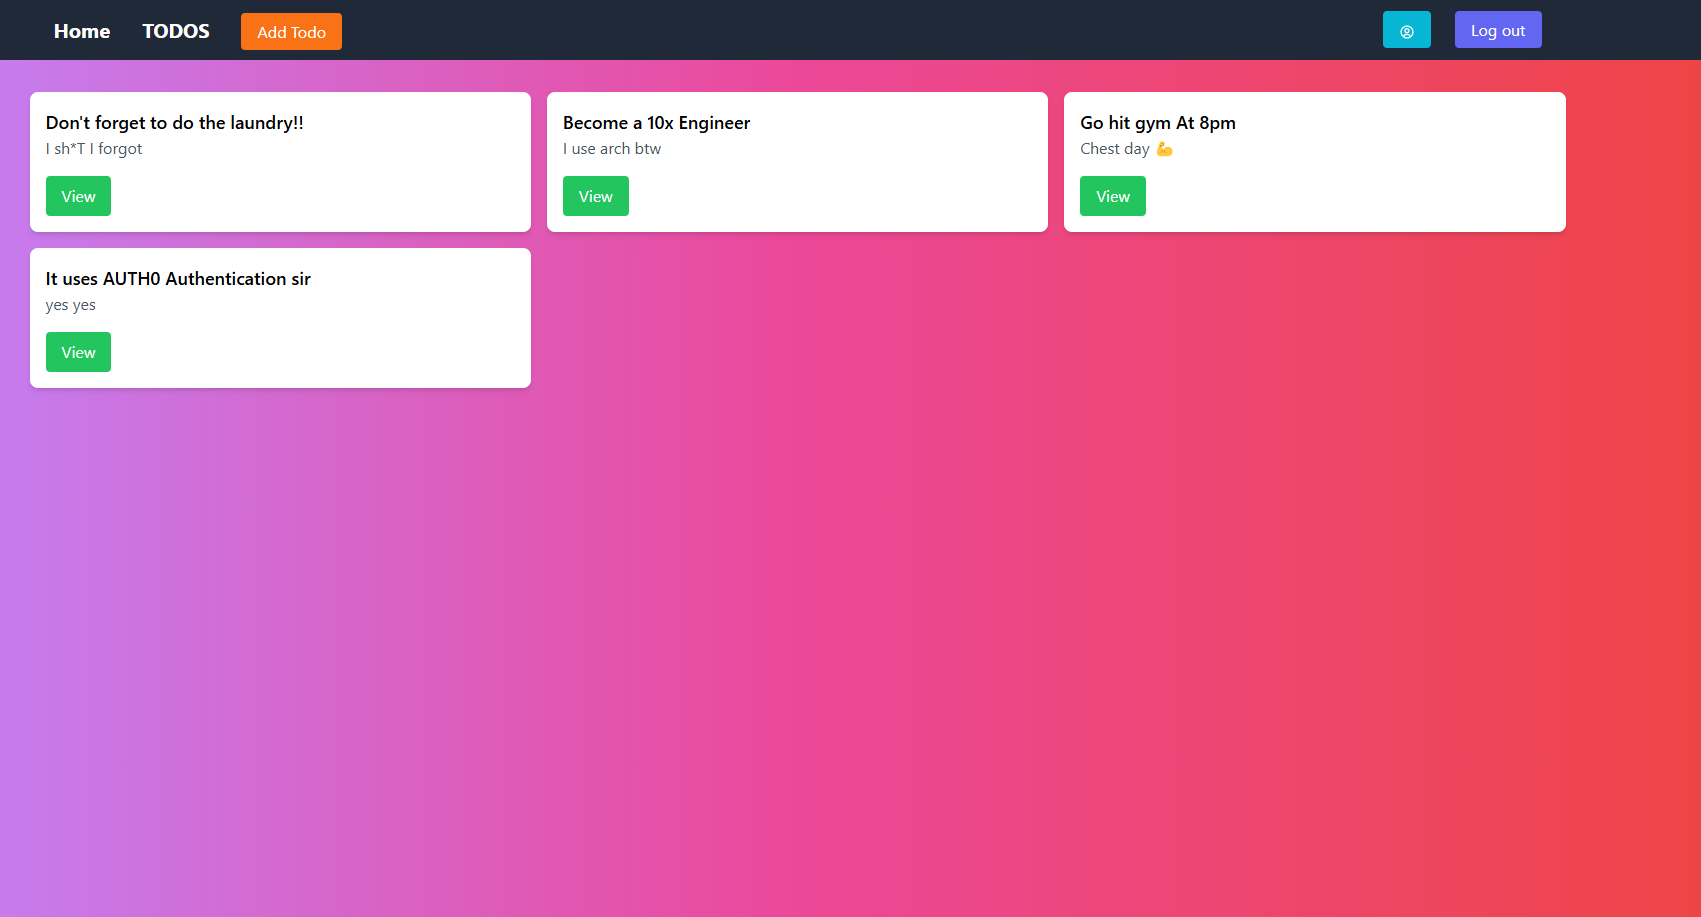 Home TODOS Add Todo Log out
Don't forget to do the laundry!!
I sh*T I forgot
View
Become a 10x Engineer
I use arch btw
View
Go hit gym At 8pm
Chest day 💪
View
It uses AUTH0 Authentication sir
yes yes
View